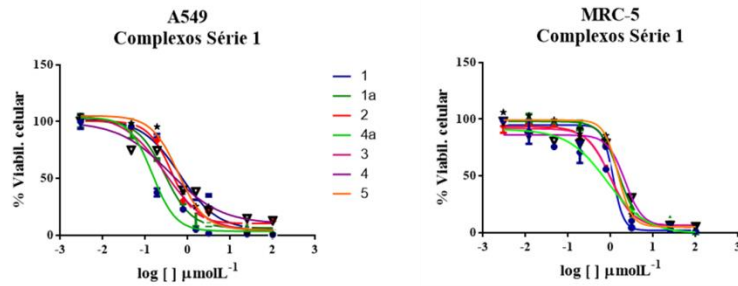 A549
Complexos Série 1
% Viabil. celular
150
100
50
0
-3
-2
-1
0
1
2
3
log [ ] µmolL⁻¹
1
1a
2
4a
3
4
5
MRC-5
Complexos Série 1
% Viabil. celular
150
100
50
0
-3
-2
-1
0
1
2
3
log [ ] µmolL⁻¹